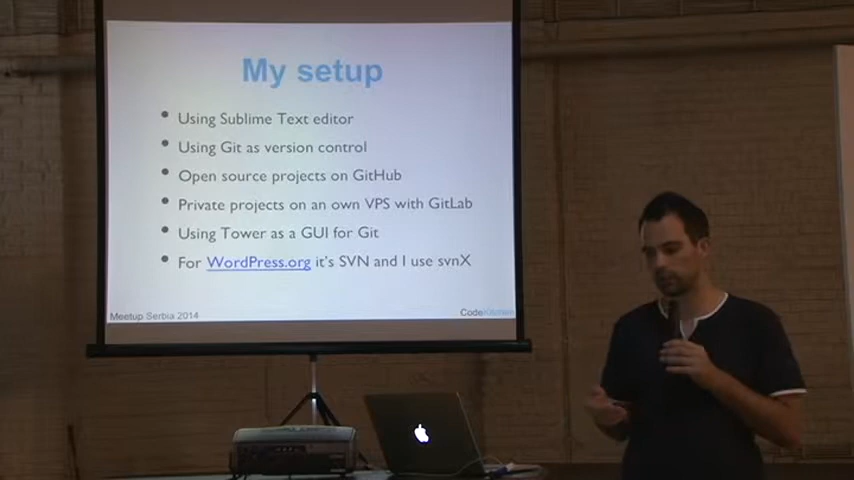 My setup
Using Sublime Text editor
Using Git as version control
Open source projects on GitHub
Private projects on an own VPS with GitLab
Using Tower as a GUI for Git
For WordPress.org it's SVN and I use svnX
Meetup Serbia 2014
CodeKitchen